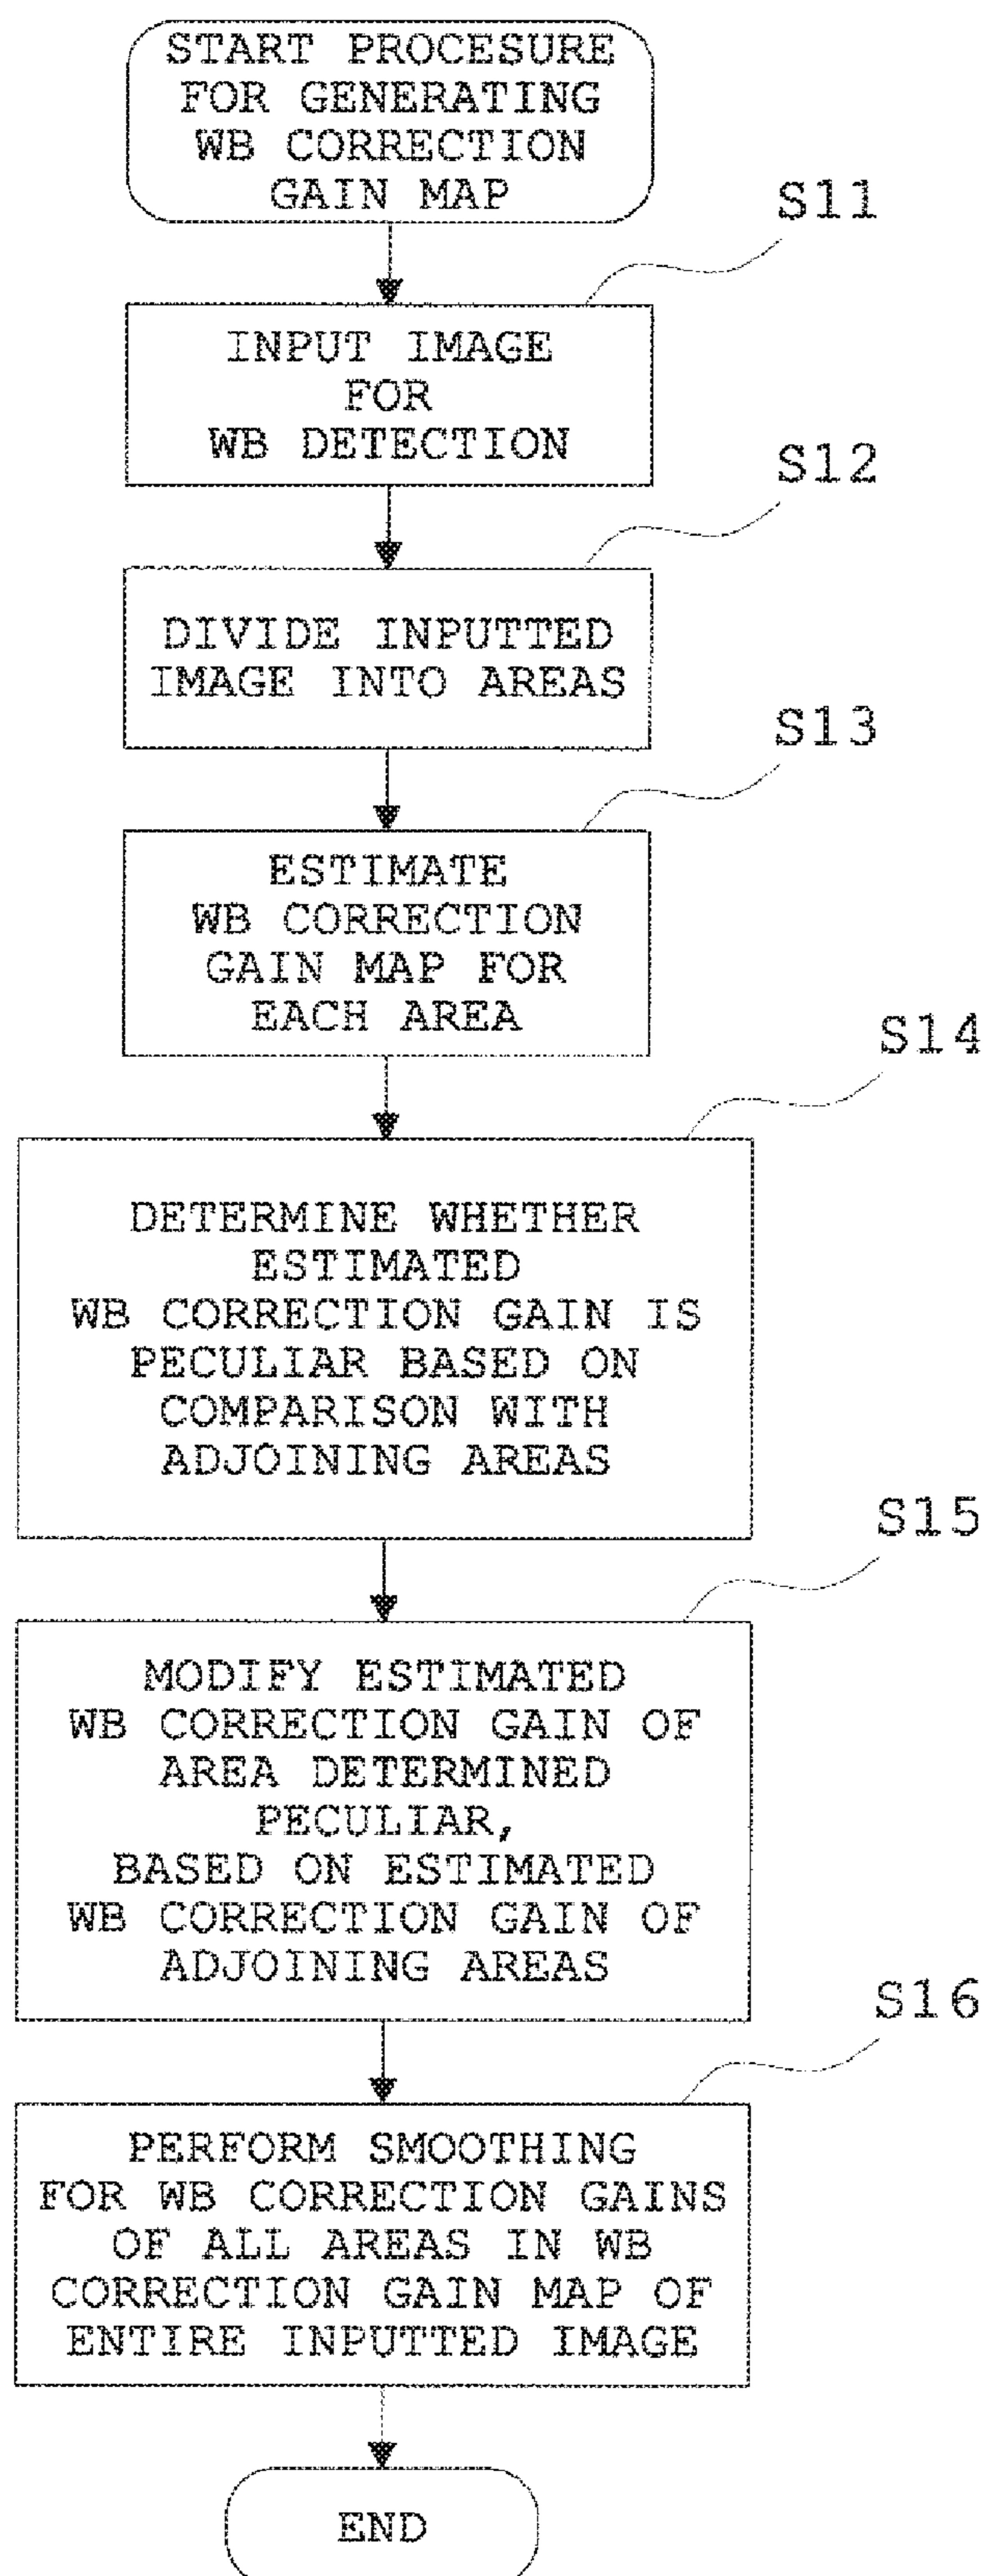 START PROCESURE
FOR GENERATING
WB CORRECTION
GAIN MAP
S11
INPUT IMAGE
FOR
WB DETECTION
S12
DIVIDE INPUTTED
IMAGE INTO AREAS
S13
ESTIMATE
WB CORRECTION
GAIN MAP FOR
EACH AREA
S14
DETERMINE WHETHER
ESTIMATED
WB CORRECTION GAIN IS
PECULIAR BASED ON
COMPARISON WITH
ADJOINING AREAS
S15
MODIFY ESTIMATED
WB CORRECTION GAIN OF
AREA DETERMINED
PECULIAR,
BASED ON ESTIMATED
WB CORRECTION GAIN OF
ADJOINING AREAS
S16
PERFORM SMOOTHING
FOR WB CORRECTION GAINS
OF ALL AREAS IN WB
CORRECTION GAIN MAP OF
ENTIRE INPUTTED IMAGE
END